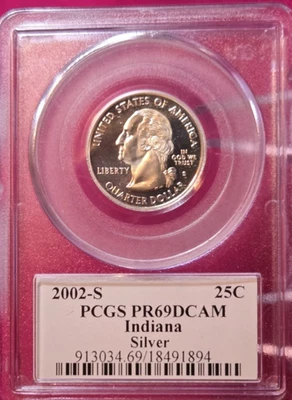 UNITED STATES OF AMERICA
LIBERTY
IN
GOD WE
TRUST
S
QUARTER DOLLAR
2002-S 25C
PCGS PR69DCAM
Indiana
Silver
913034.69/18491894